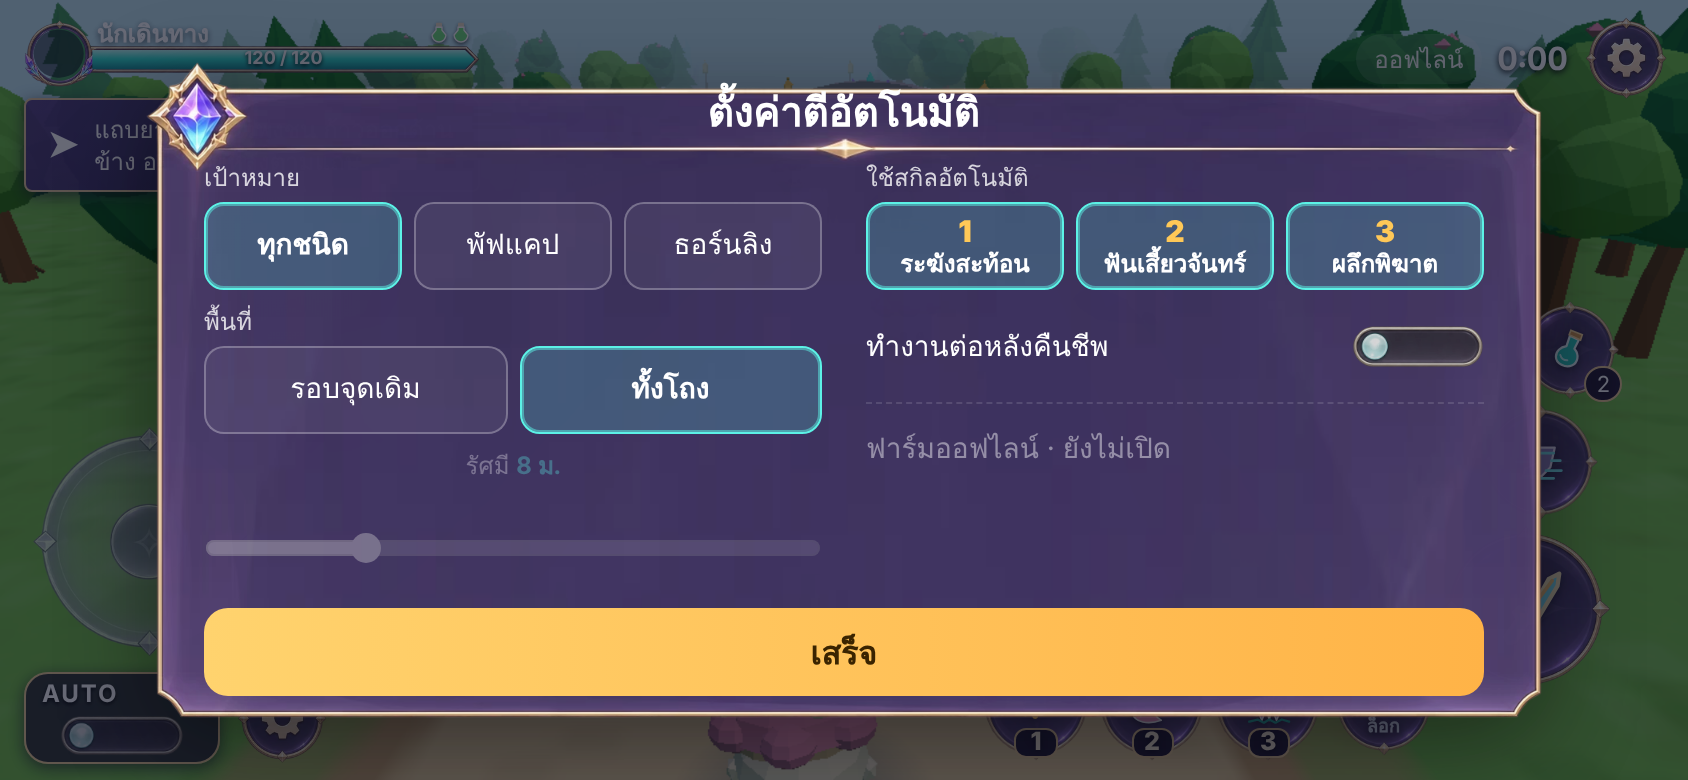 นักเดินทาง
120 / 120
ออฟไลน์
0:00
แถบย
ข้าง อ
ตั้งค่าตีอัตโนมัติ
เป้าหมาย
ทุกชนิด
พัฟแคป
ธอร์นลิง
พื้นที่
รอบจุดเดิม
ทั้งโถง
รัศมี 8 ม.
ใช้สกิลอัตโนมัติ
1
ระฆังสะท้อน
2
ฟันเสี้ยวจันทร์
3
ผลึกพิฆาต
ทำงานต่อหลังคืนชีพ
ฟาร์มออฟไลน์ · ยังไม่เปิด
2
เสร็จ
AUTO
1
2
3
ล็อก